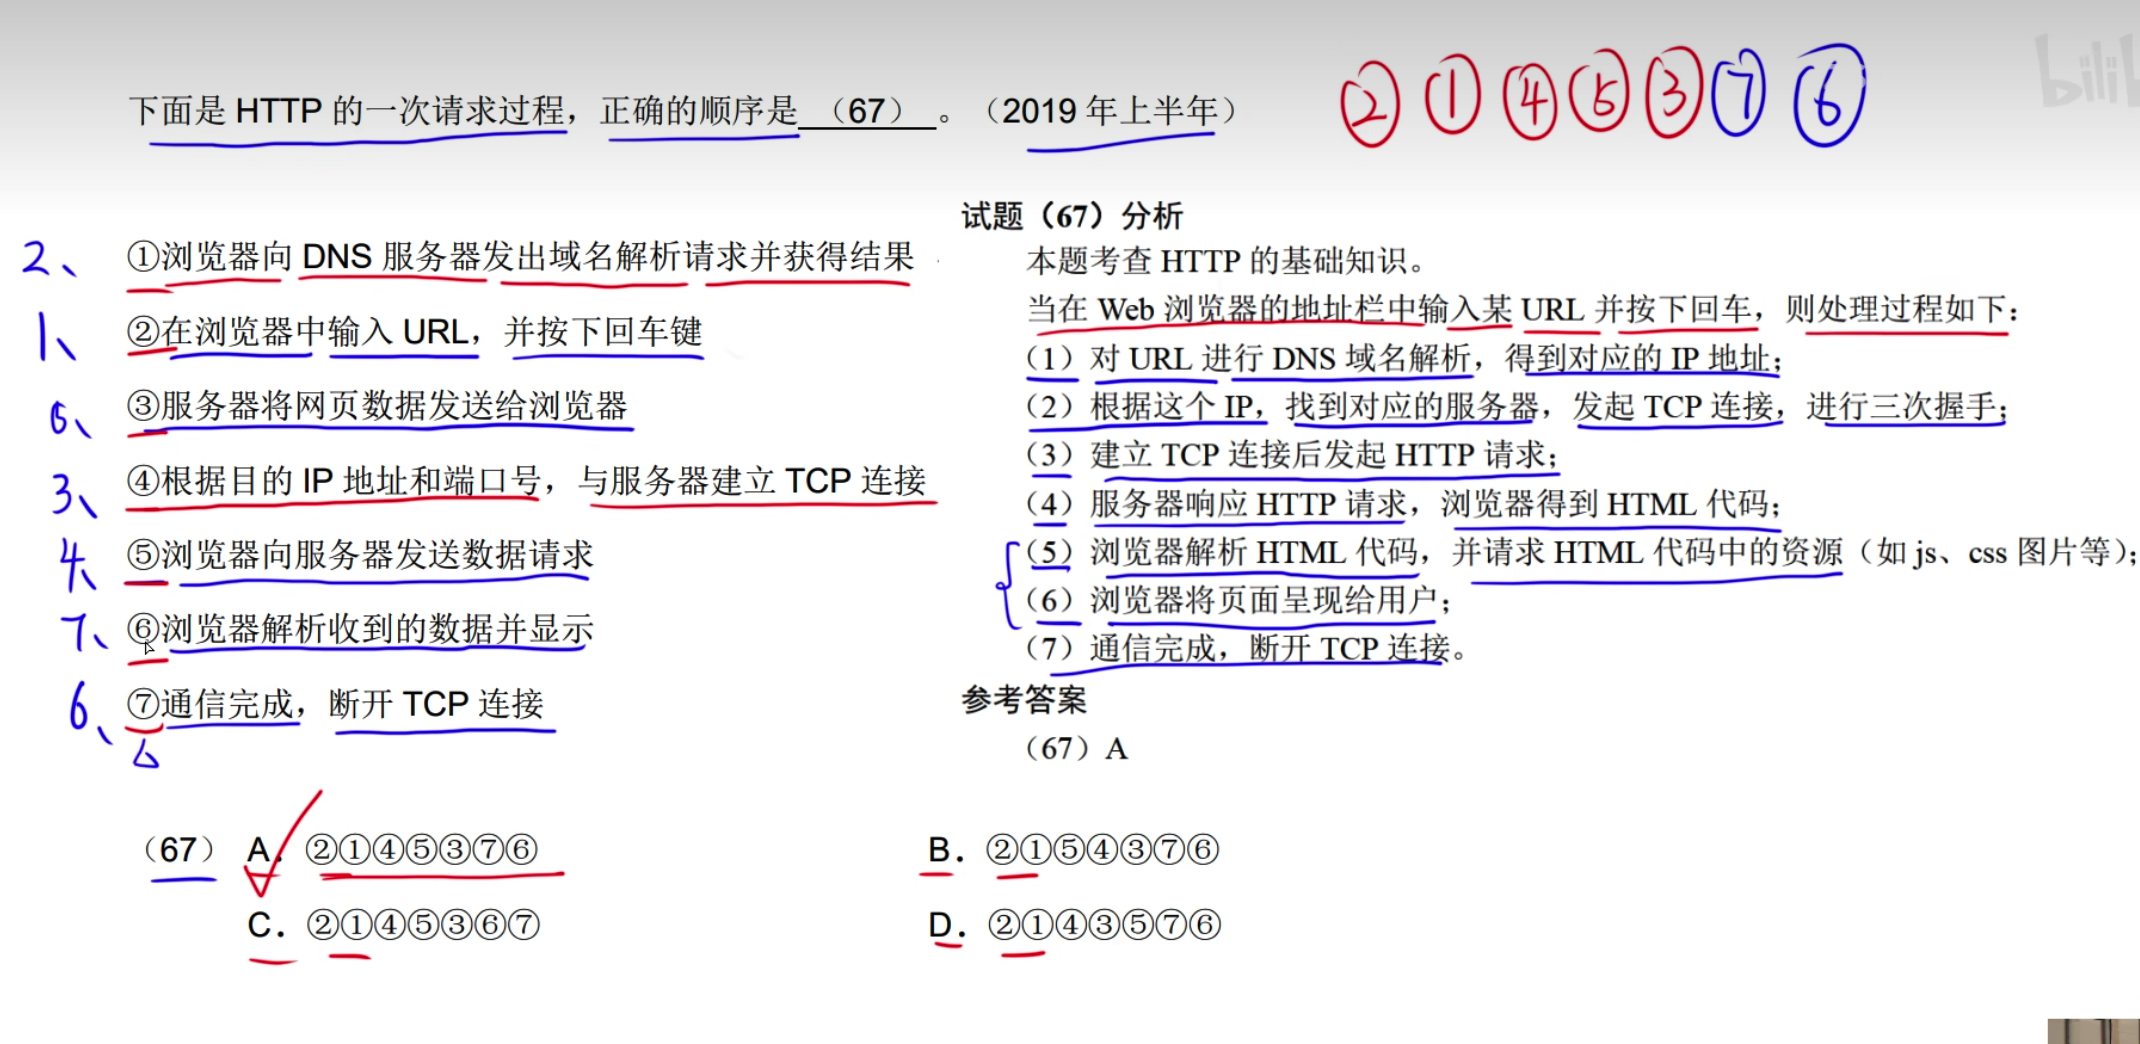 下面是 HTTP 的一次请求过程，正确的顺序是 （67） 。（2019 年上半年）
② ① ④ ⑤ ③ ⑦ ⑥
2、 ①浏览器向 DNS 服务器发出域名解析请求并获得结果
1、 ②在浏览器中输入 URL，并按下回车键
5、 ③服务器将网页数据发送给浏览器
3、 ④根据目的 IP 地址和端口号，与服务器建立 TCP 连接
4、 ⑤浏览器向服务器发送数据请求
7、 ⑥浏览器解析收到的数据并显示
6、 ⑦通信完成，断开 TCP 连接
试题（67）分析
本题考查 HTTP 的基础知识。
当在 Web 浏览器的地址栏中输入某 URL 并按下回车，则处理过程如下：
（1）对 URL 进行 DNS 域名解析，得到对应的 IP 地址；
（2）根据这个 IP，找到对应的服务器，发起 TCP 连接，进行三次握手；
（3）建立 TCP 连接后发起 HTTP 请求；
（4）服务器响应 HTTP 请求，浏览器得到 HTML 代码；
（5）浏览器解析 HTML 代码，并请求 HTML 代码中的资源（如 js、css 图片等）；
（6）浏览器将页面呈现给用户；
（7）通信完成，断开 TCP 连接。
参考答案
（67）A
（67） A. ②①④⑤③⑦⑥ B. ②①⑤④③⑦⑥
C. ②①④⑤③⑥⑦ D. ②①④③⑤⑦⑥